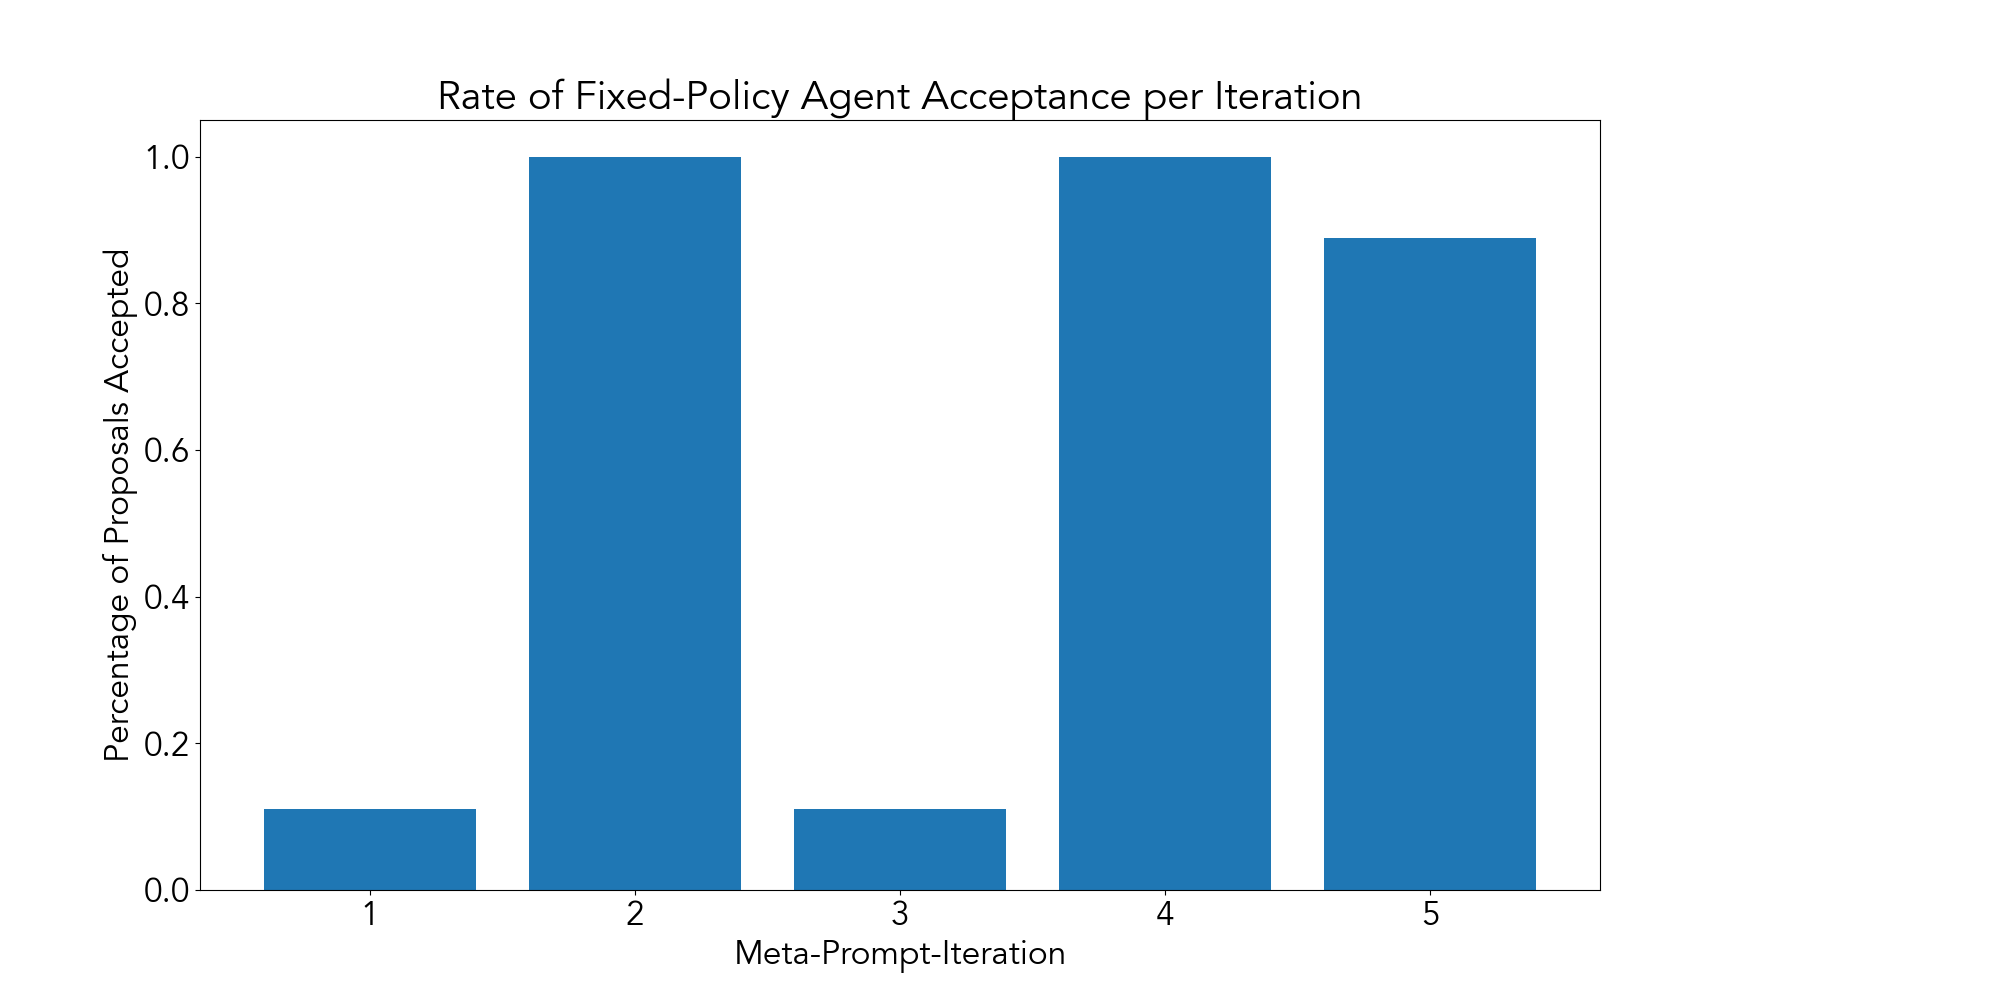 Rate of Fixed-Policy Agent Acceptance per Iteration
Percentage of Proposals Accepted
1.0
0.8
0.6
0.4
0.2
0.0
1 2 3 4 5
Meta-Prompt-Iteration